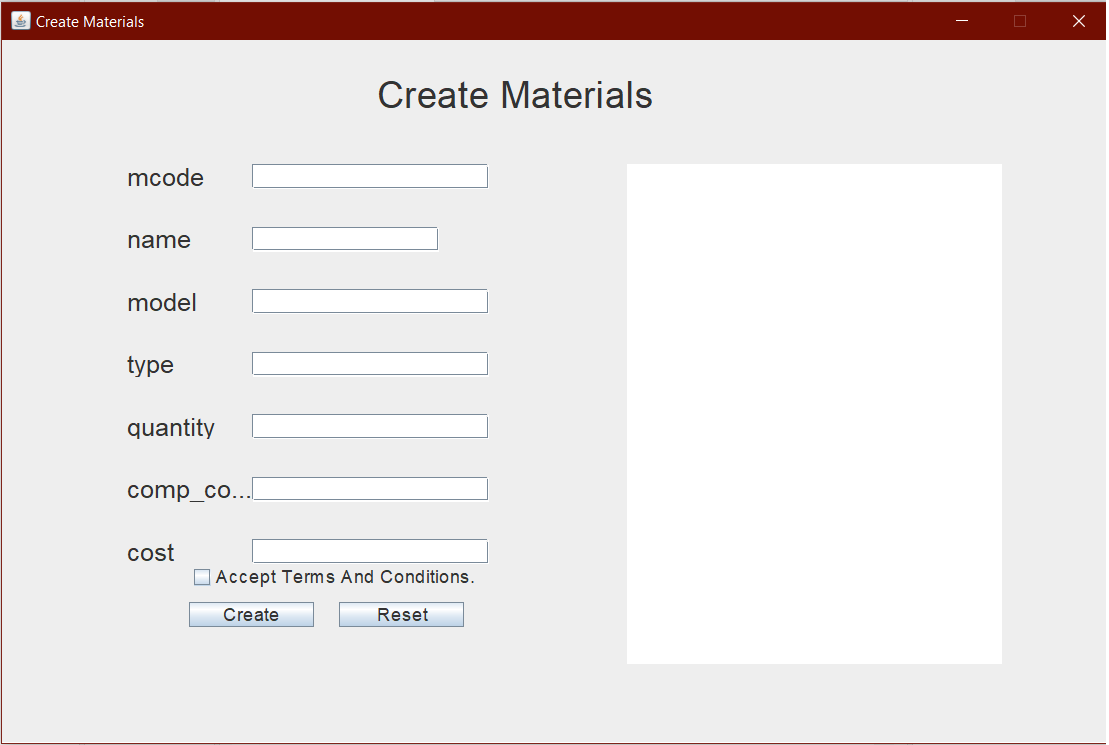 Create Materials
Create Materials
mcode
name
model
type
quantity
comp_co...
cost
Accept Terms And Conditions.
Create Reset